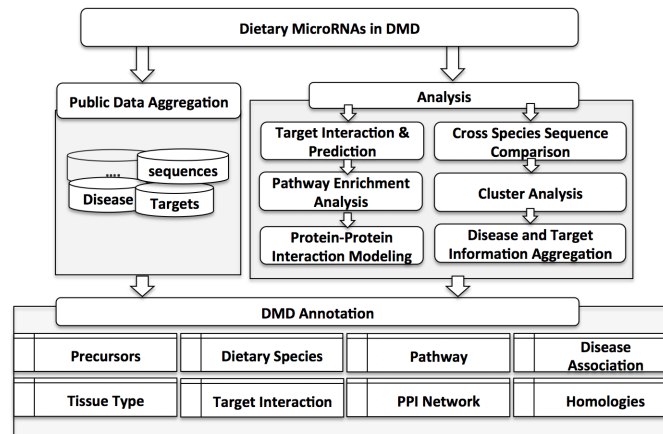 Dietary MicroRNAs in DMD
Public Data Aggregation
Analysis
Target Interaction &
Prediction
Cross Species Sequence
Comparison
....
sequences
Disease
Targets
Pathway Enrichment
Analysis
Cluster Analysis
Protein-Protein
Interaction Modeling
Disease and Target
Information Aggregation
DMD Annotation
Precursors
Dietary Species
Pathway
Disease
Association
Tissue Type
Target Interaction
PPI Network
Homologies